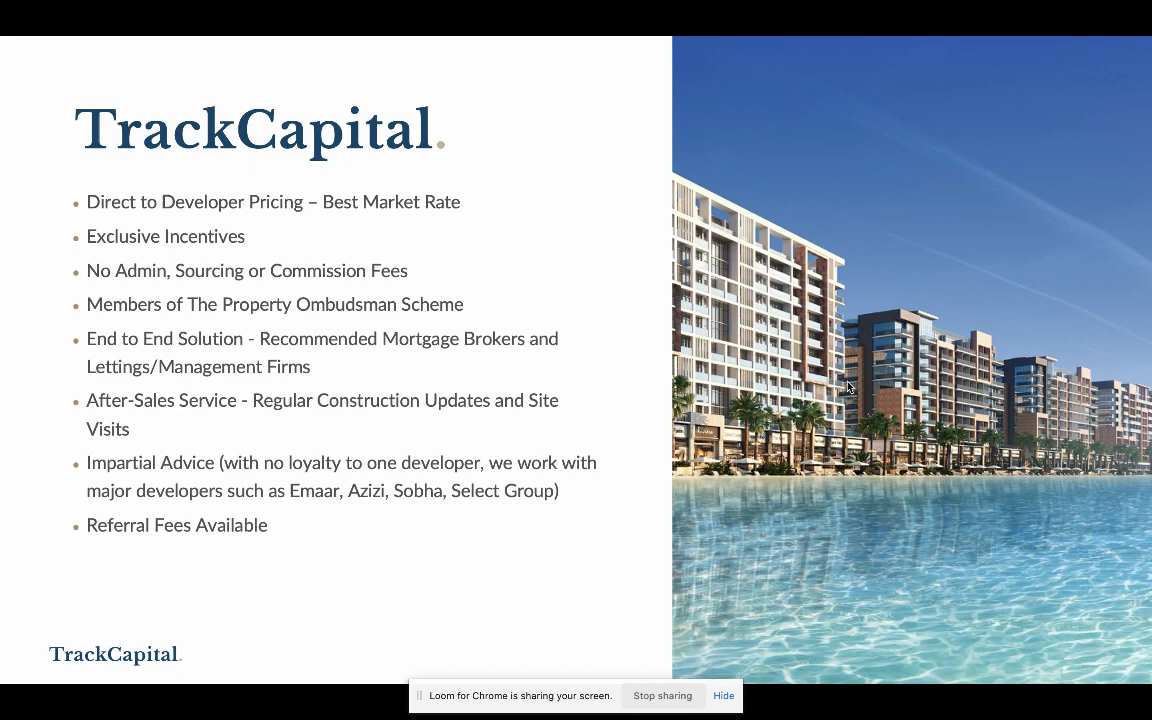 TrackCapital.
• Direct to Developer Pricing – Best Market Rate
• Exclusive Incentives
• No Admin, Sourcing or Commission Fees
• Members of The Property Ombudsman Scheme
• End to End Solution - Recommended Mortgage Brokers and
Lettings/Management Firms
• After-Sales Service - Regular Construction Updates and Site
Visits
• Impartial Advice (with no loyalty to one developer, we work with
major developers such as Emaar, Azizi, Sobha, Select Group)
• Referral Fees Available
TrackCapital.
Loom for Chrome is sharing your screen. Stop sharing Hide